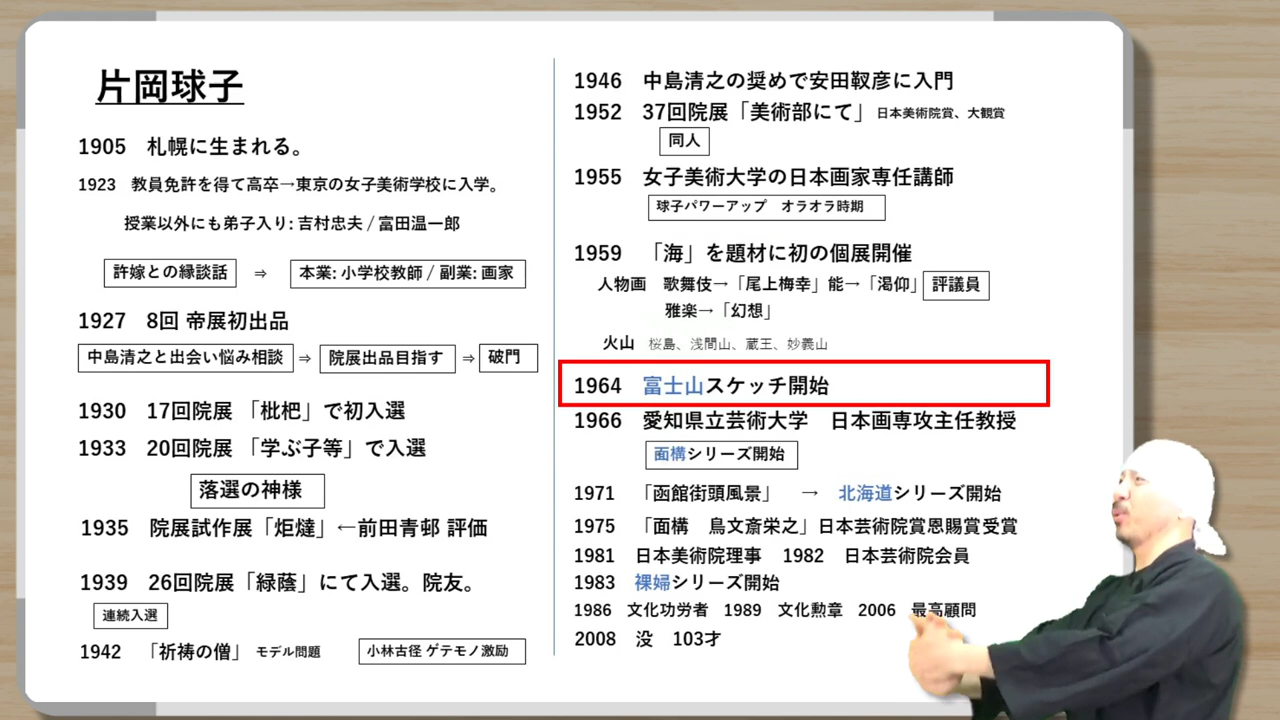 片岡球子
1905 札幌に生まれる。
1923 教員免許を得て高卒→東京の女子美術学校に入学。
授業以外にも弟子入り: 吉村忠夫 / 富田温一郎
許嫁との縁談話 ⇒ 本業: 小学校教師 / 副業: 画家
1927 8回 帝展初出品
中島清之と出会い悩み相談 ⇒ 院展出品目指す ⇒ 破門
1930 17回院展 「枇杷」で初入選
1933 20回院展 「学ぶ子等」で入選
落選の神様
1935 院展試作展「炬燵」←前田青邨 評価
1939 26回院展「緑蔭」にて入選。院友。
連続入選
1942 「祈祷の僧」 モデル問題 小林古径 ゲテモノ激励
1946 中島清之の奨めで安田靫彦に入門
1952 37回院展「美術部にて」 日本美術院賞、大観賞
同人
1955 女子美術大学の日本画家専任講師
球子パワーアップ オラオラ時期
1959 「海」を題材に初の個展開催
人物画 歌舞伎→「尾上梅幸」能→「渇仰」 評議員
雅楽→「幻想」
火山 桜島、浅間山、蔵王、妙義山
1964 富士山スケッチ開始
1966 愛知県立芸術大学 日本画専攻主任教授
面構シリーズ開始
1971 「函館街頭風景」 → 北海道シリーズ開始
1975 「面構 鳥文斎栄之」日本芸術院賞恩賜賞受賞
1981 日本美術院理事 1982 日本芸術院会員
1983 裸婦シリーズ開始
1986 文化功労者 1989 文化勲章 2006 最高顧問
2008 没 103才